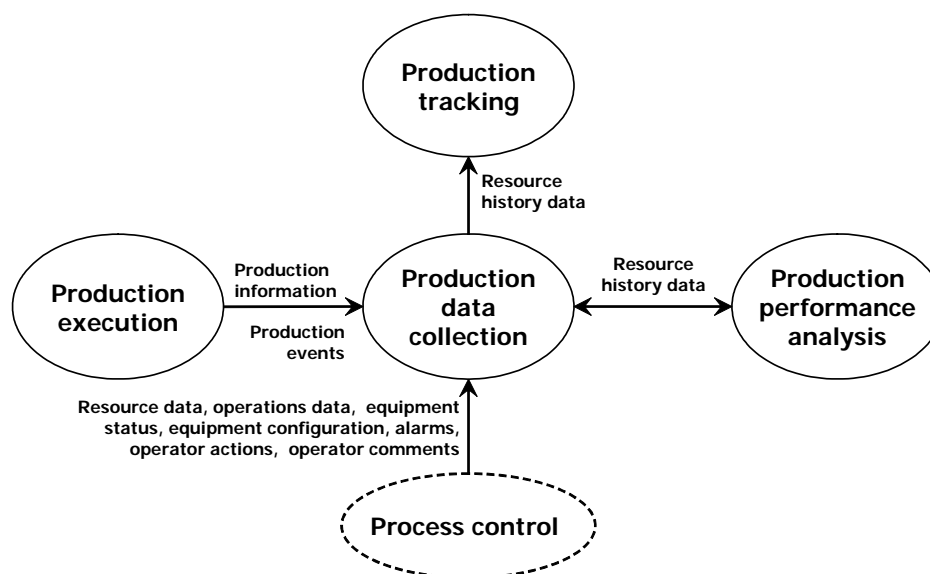 Production
tracking
Resource
history data
Production
information
Production
execution
Production
events
Production
data
collection
Resource
history data
Production
performance
analysis
Resource data, operations data, equipment
status, equipment configuration, alarms,
operator actions, operator comments
Process control